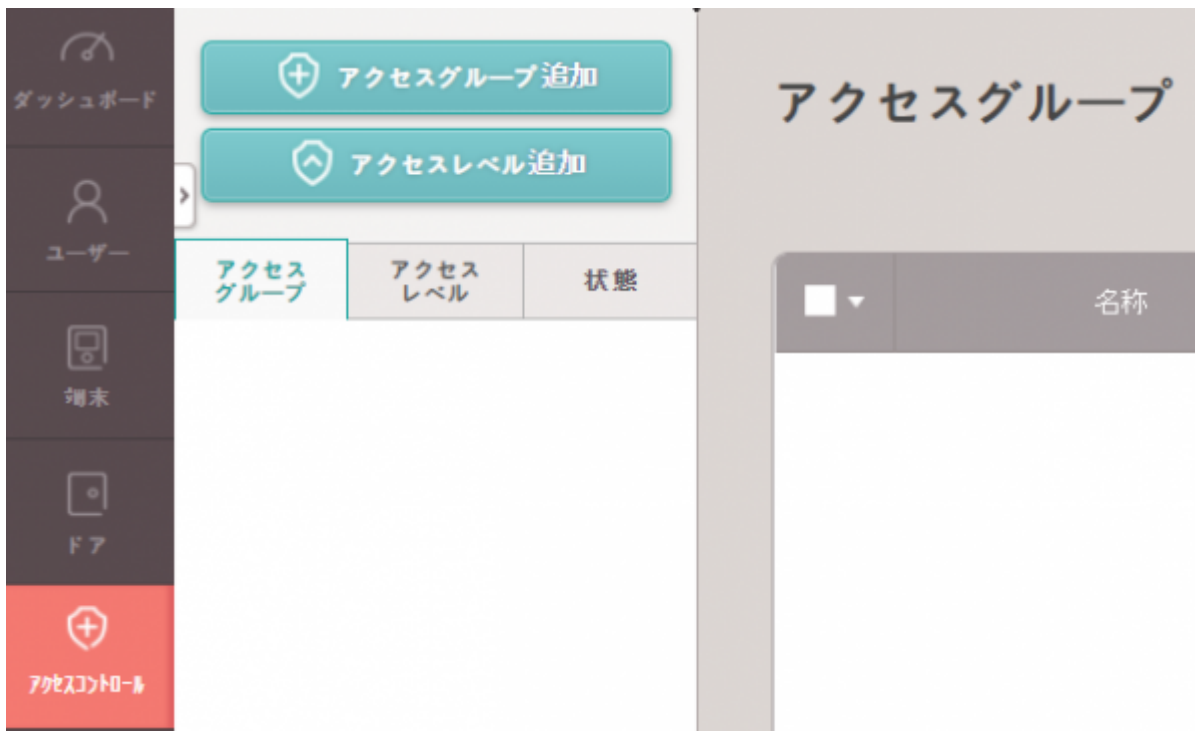 ダッシュボード
ユーザー
端末
ドア
アクセスコントロール
アクセスグループ追加
アクセスレベル追加
アクセス
グループ
アクセス
レベル
状態
アクセスグループ
名称